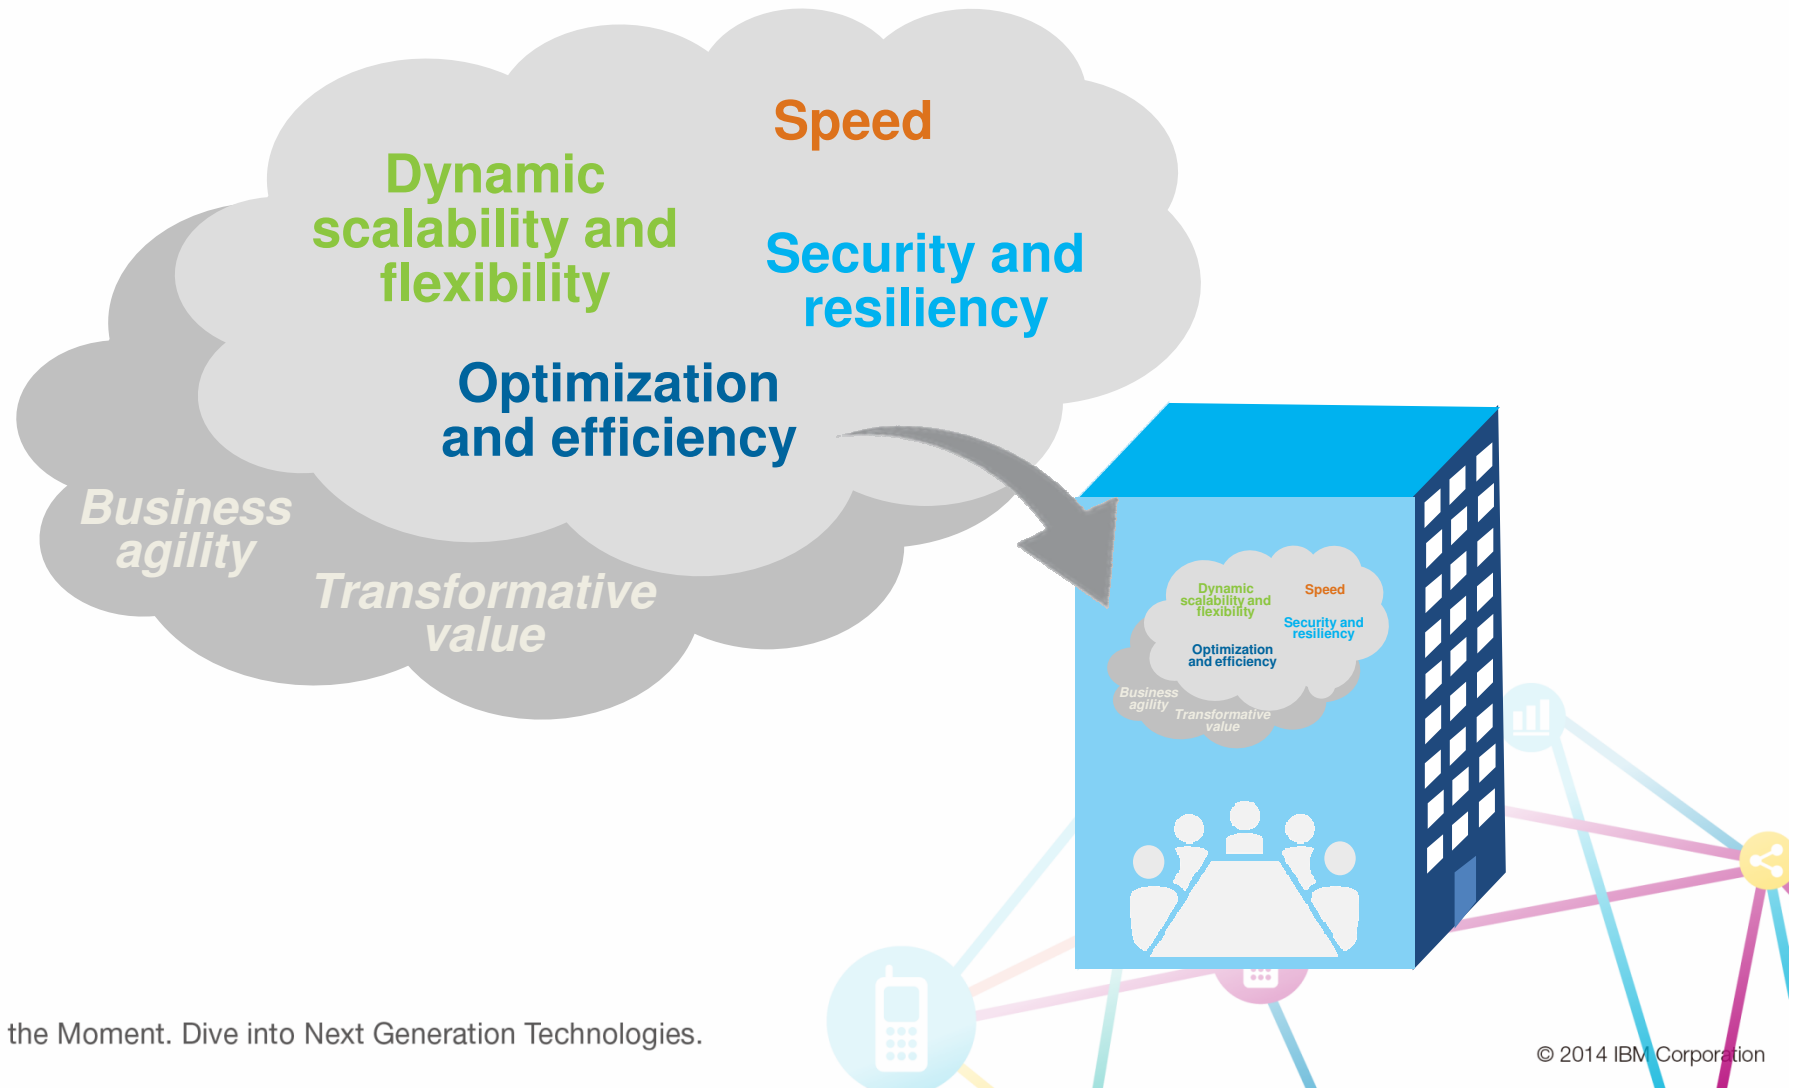 Speed
Dynamic
scalability and
flexibility
Security and
resiliency
Optimization
and efficiency
Business
agility
Transformative
value
Dynamic
scalability and
flexibility
Speed
Security and
resiliency
Optimization
and efficiency
Business
agility
Transformative
value
the Moment. Dive into Next Generation Technologies.
© 2014 IBM Corporation